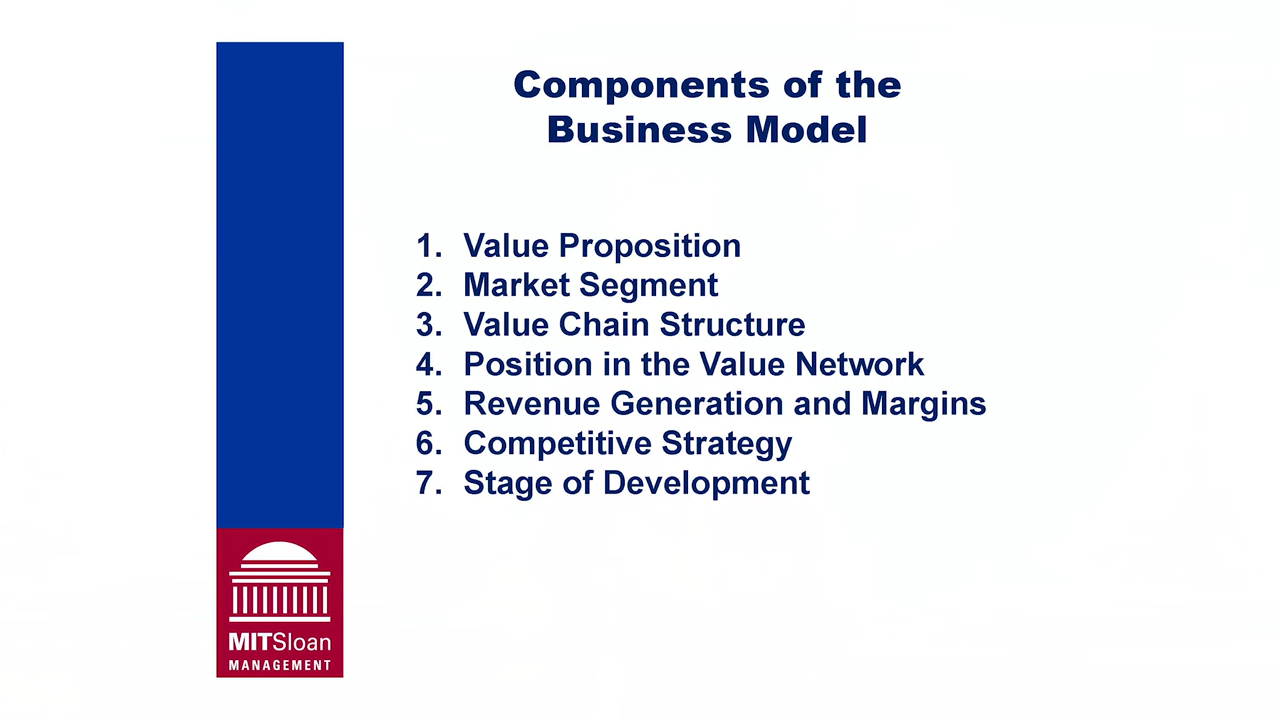 Components of the
Business Model
1. Value Proposition
2. Market Segment
3. Value Chain Structure
4. Position in the Value Network
5. Revenue Generation and Margins
6. Competitive Strategy
7. Stage of Development
MITSloan
MANAGEMENT